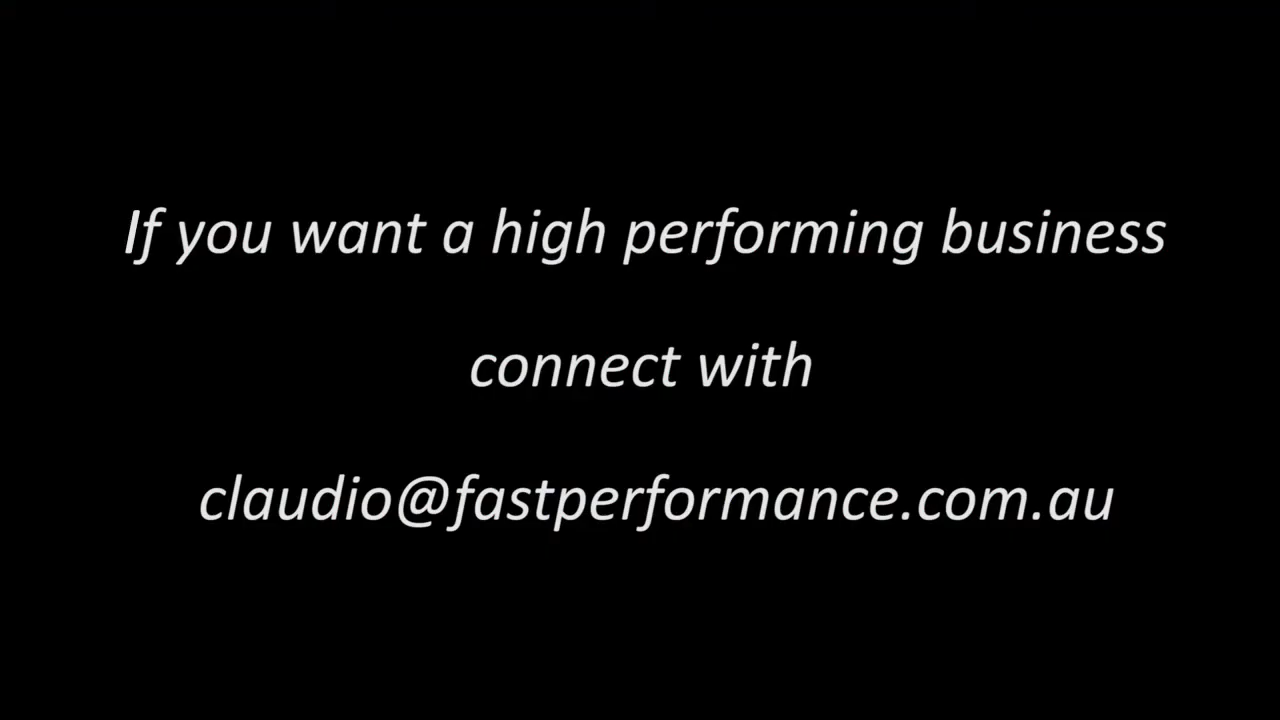 If you want a high performing business
connect with
claudio@fastperformance.com.au